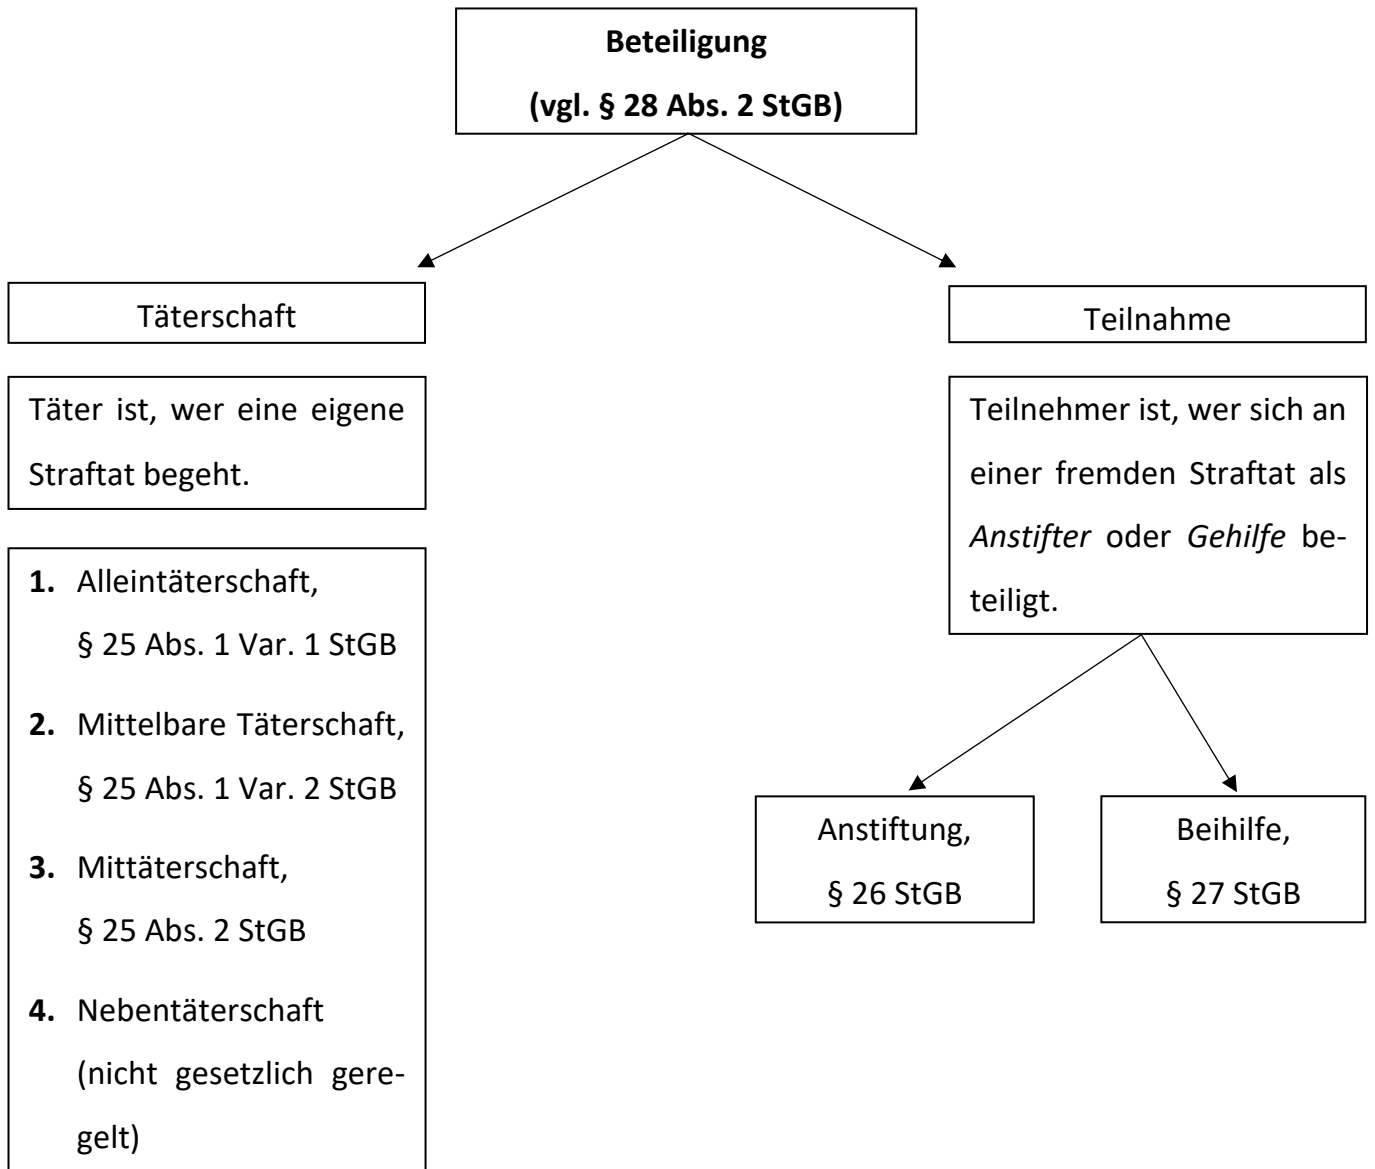 Beteiligung
(vgl. § 28 Abs. 2 StGB)
Täterschaft
Täter ist, wer eine eigene
Straftat begeht.
1. Alleintäterschaft,
§ 25 Abs. 1 Var. 1 StGB
2. Mittelbare Täterschaft,
§ 25 Abs. 1 Var. 2 StGB
3. Mittäterschaft,
§ 25 Abs. 2 StGB
4. Nebentäterschaft
(nicht gesetzlich gere-
gelt)
Teilnahme
Teilnehmer ist, wer sich an
einer fremden Straftat als
Anstifter oder Gehilfe be-
teiligt.
Anstiftung,
§ 26 StGB
Beihilfe,
§ 27 StGB